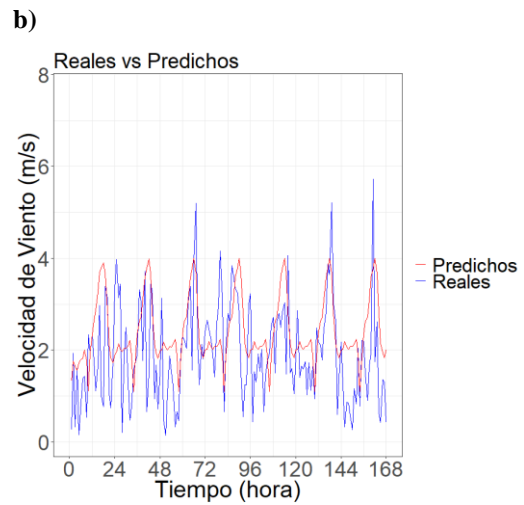 b)
Reales vs Predichos
Velocidad de Viento (m/s)
8
6
4
2
0
0 24 48 72 96 120 144 168
Tiempo (hora)
Predichos
Reales